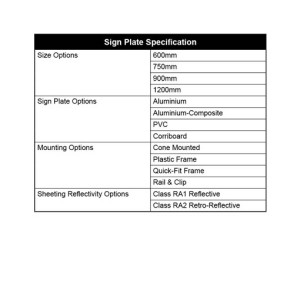 Sign Plate Specification
Size Options 600mm
750mm
900mm
1200mm
Sign Plate Options Aluminium
Aluminium-Composite
PVC
Corriboard
Mounting Options Cone Mounted
Plastic Frame
Quick-Fit Frame
Rail & Clip
Sheeting Reflectivity Options Class RA1 Reflective
Class RA2 Retro-Reflective